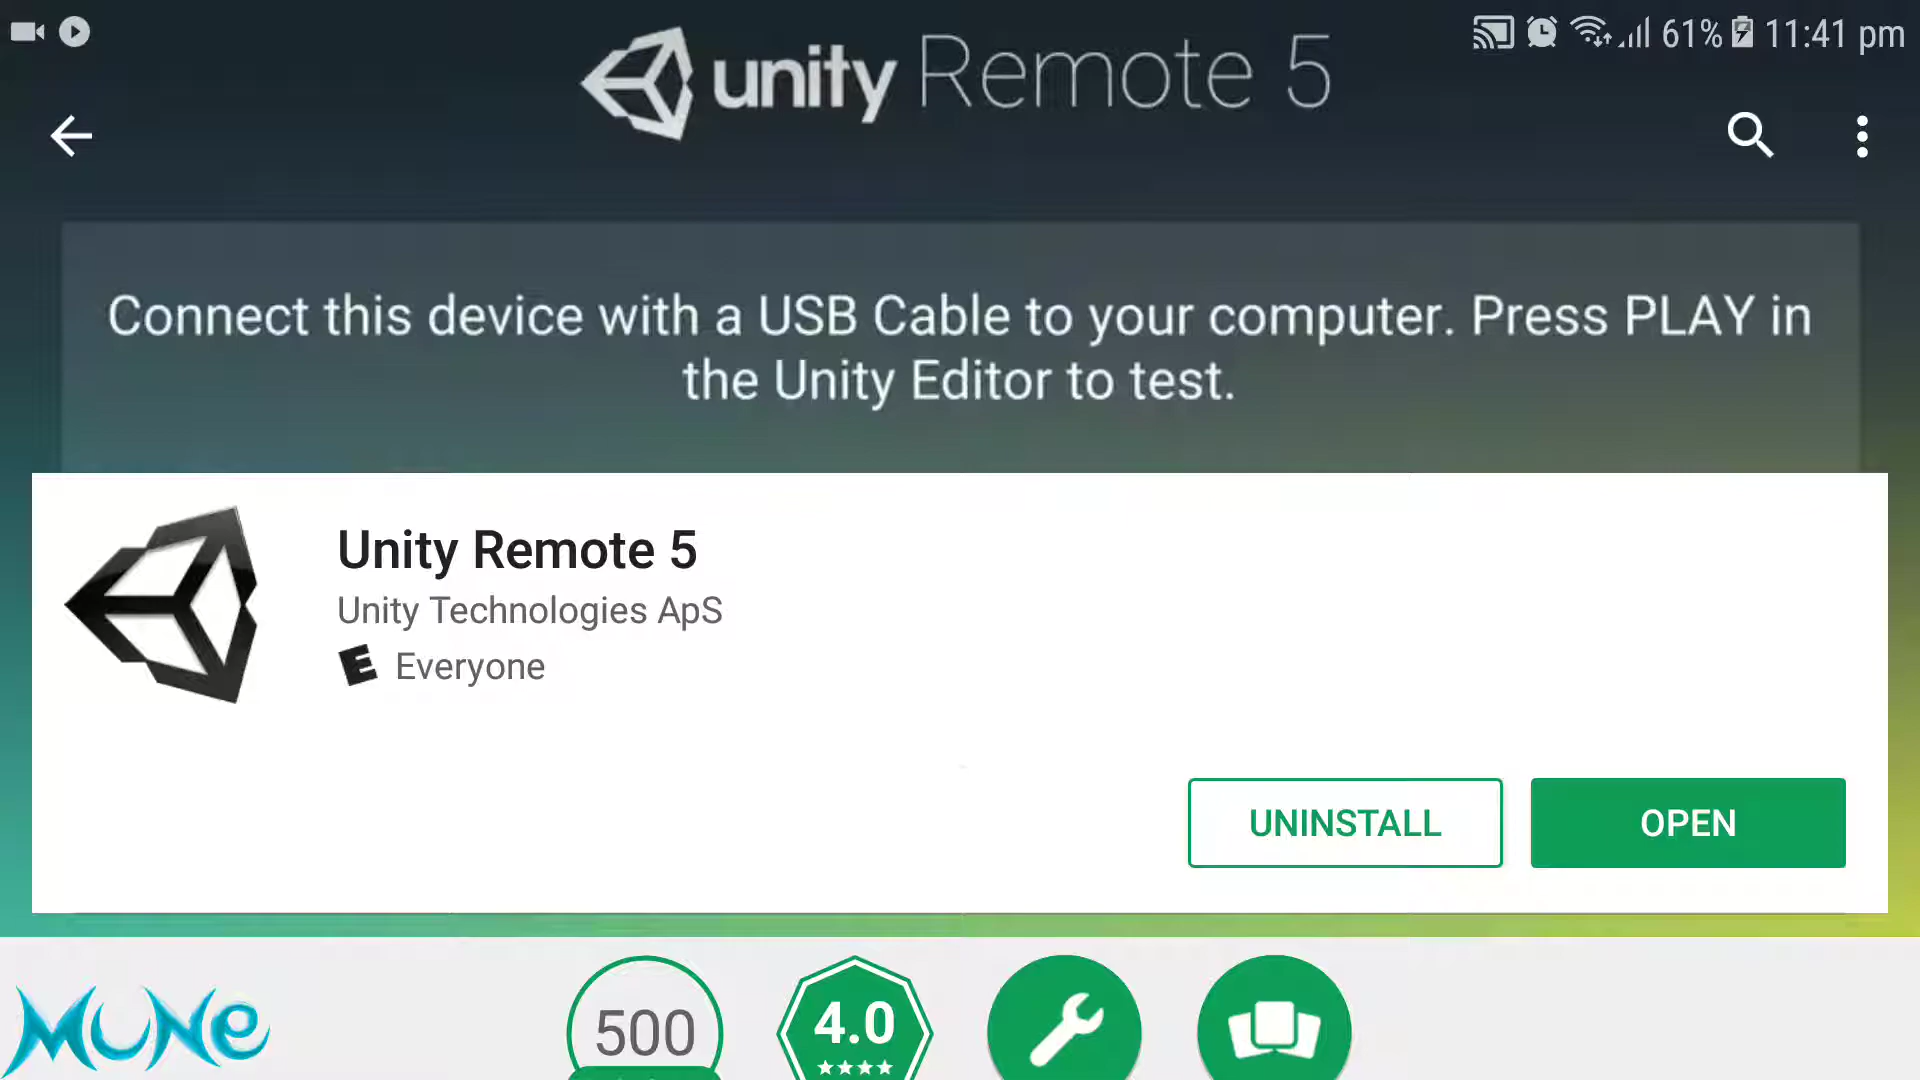 unity Remote 5
61% 11:41 pm
Connect this device with a USB Cable to your computer. Press PLAY in
the Unity Editor to test.
Unity Remote 5
Unity Technologies ApS
E Everyone
UNINSTALL
OPEN
MUNe
500
4.0